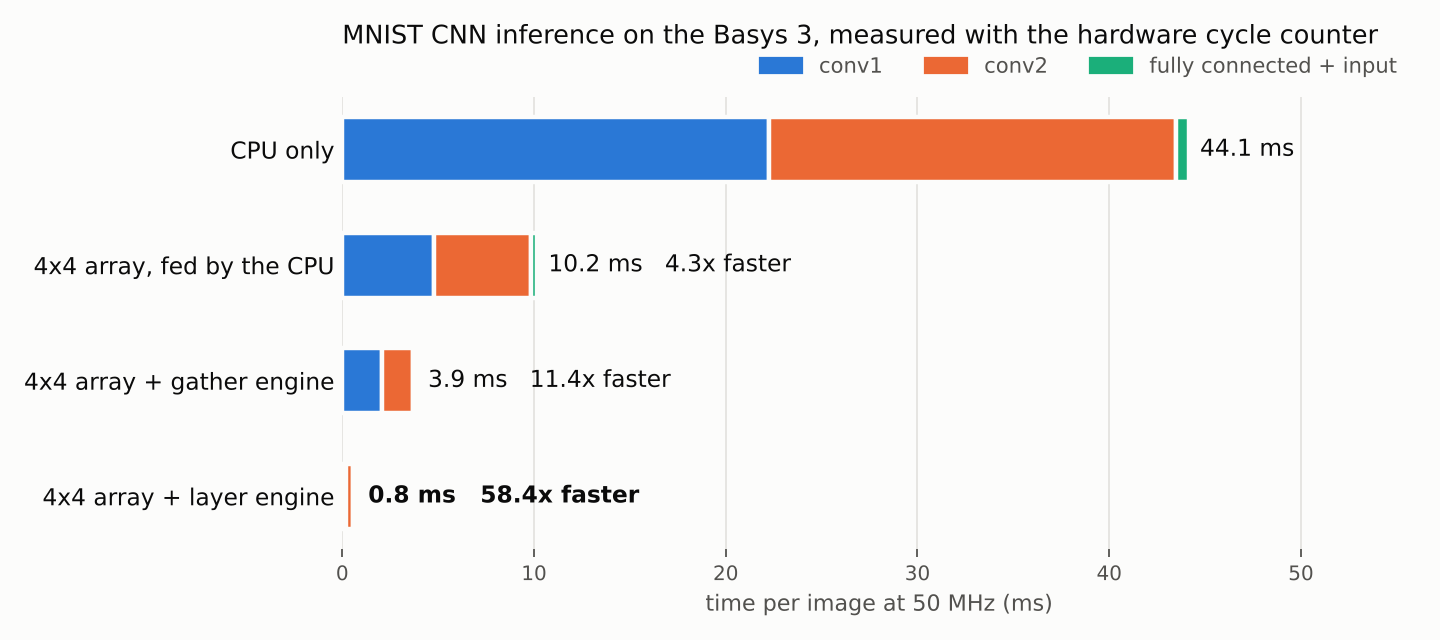 MNIST CNN inference on the Basys 3, measured with the hardware cycle counter
conv1 conv2 fully connected + input
CPU only 44.1 ms
4x4 array, fed by the CPU 10.2 ms 4.3x faster
4x4 array + gather engine 3.9 ms 11.4x faster
4x4 array + layer engine 0.8 ms 58.4x faster
0 10 20 30 40 50
time per image at 50 MHz (ms)